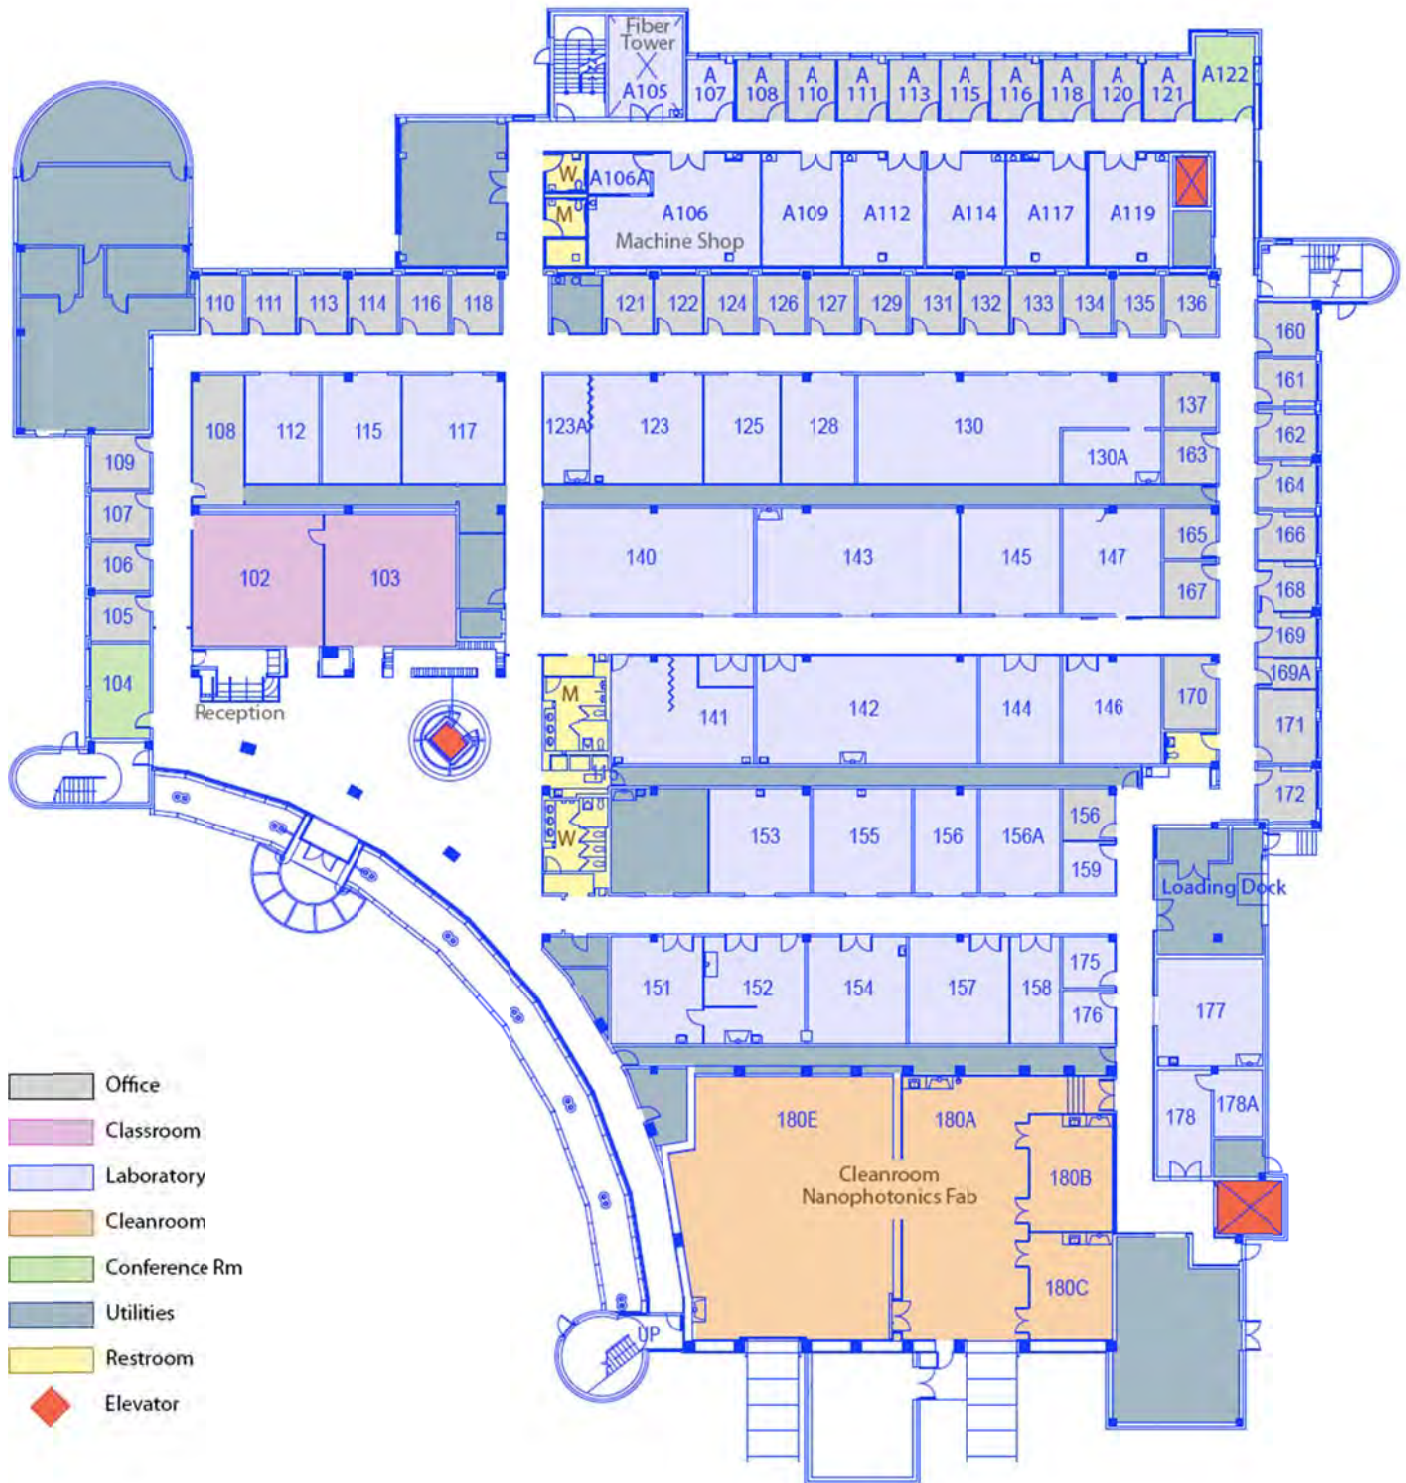 Fiber
Tower
A105
A
107
A
108
A
110
A
111
A
113
A
115
A
116
A
118
A
120
A
121
A122
W
A106A
M
A106
Machine Shop
A109
A112
A114
A117
A119
110
111
113
114
116
118
121
122
124
126
127
129
131
132
133
134
135
136
160
161
162
164
166
168
169
169A
171
172
108
112
115
117
123A
123
125
128
130
130A
137
163
109
107
106
105
104
102
103
140
143
145
147
165
167
Reception
M
141
142
144
146
170
W
153
155
156
156A
156
159
Loading Dock
151
152
154
157
158
175
176
177
178
178A
180E
180A
180B
180C
Cleanroom
Nanophotonics Fab
UP
Office
Classroom
Laboratory
Cleanroom
Conference Rm
Utilities
Restroom
Elevator